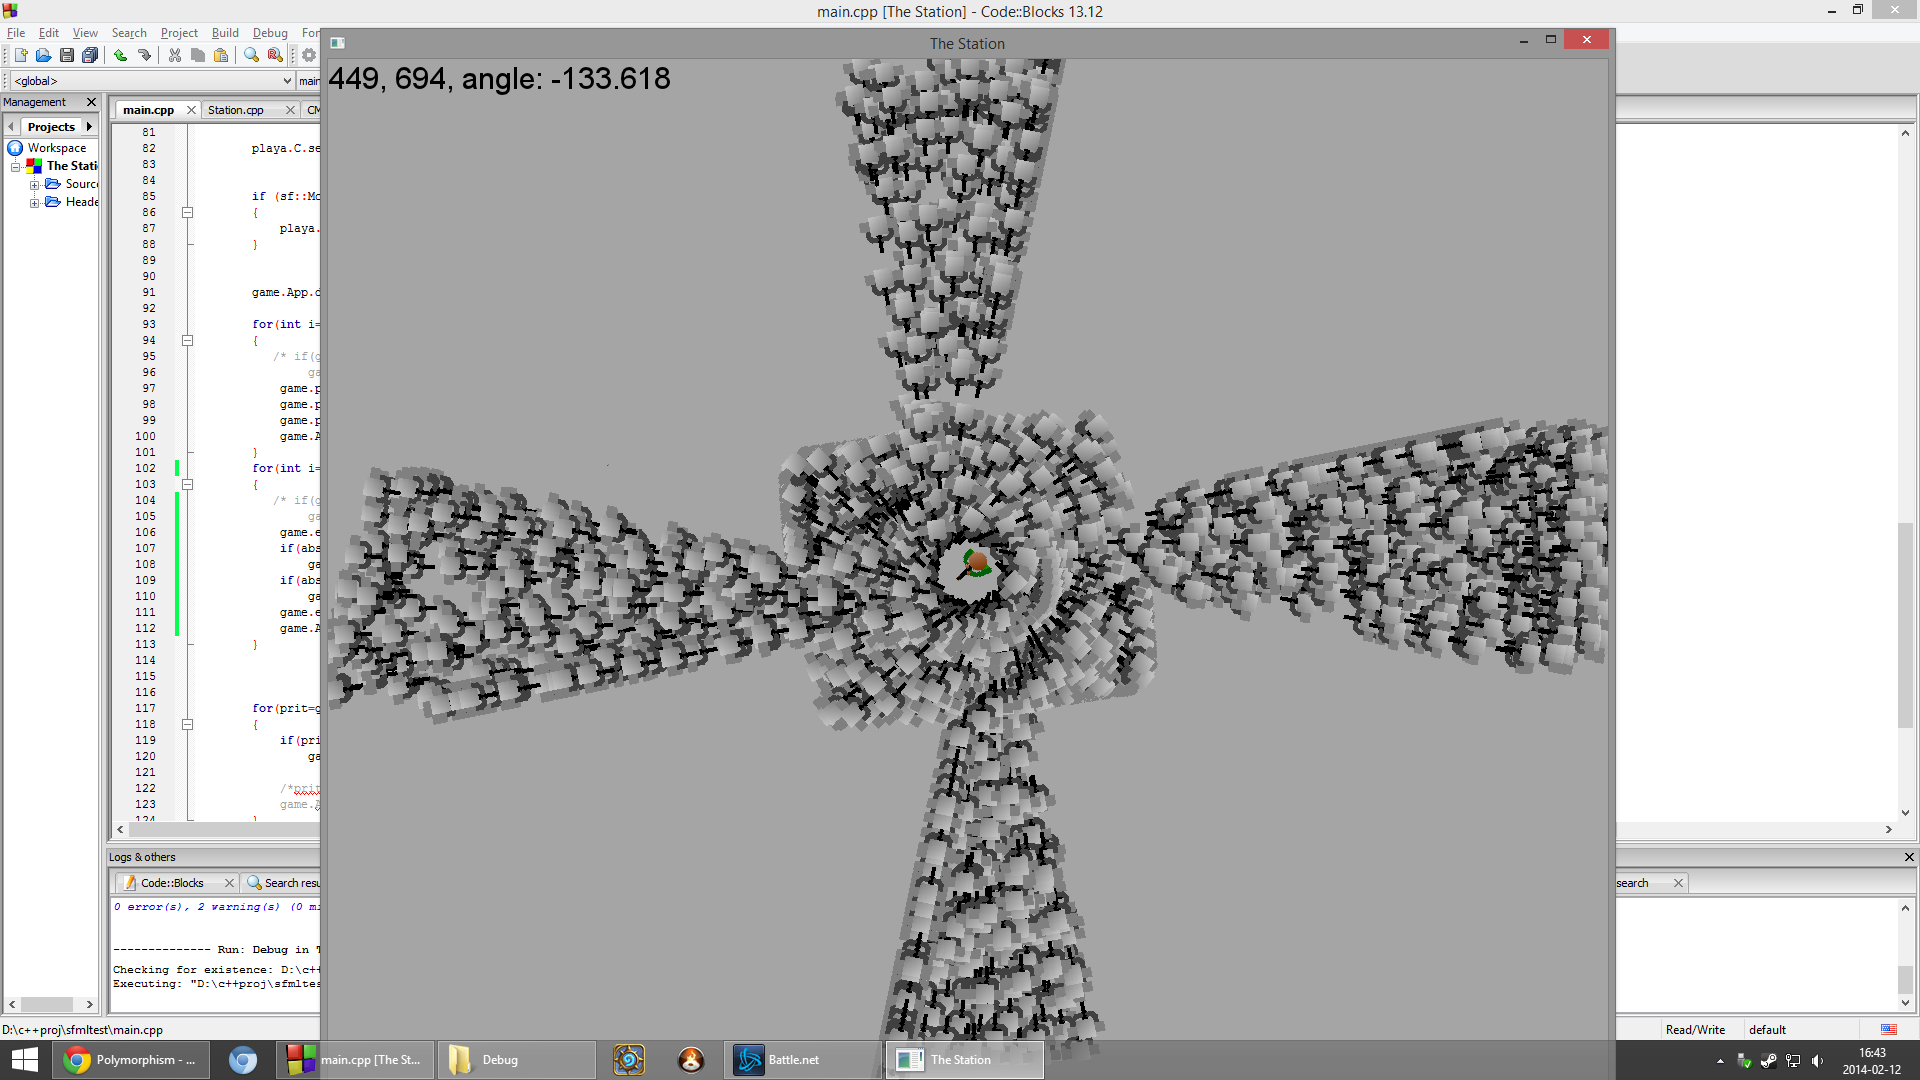 main.cpp [The Station] - Code::Blocks 13.12
File Edit View Search Project Build Debug For
<global>
main
Management
Projects
Workspace
The Stati
Sourc
Heade
main.cpp
Station.cpp
CM
The Station
449, 694, angle: -133.618
81
82 playa.C.se
83
84
85 if (sf::Mo
86 {
87 playa.
88 }
89
90
91 game.App.d
92
93 for(int i=
94 {
95 /* if(g
96 ga
97 game.p
98 game.p
99 game.p
100 game.A
101 }
102 for(int i=
103 {
104 /* if(g
105 ga
106 game.e
107 if(abs
108 ga
109 if(abs
110 ga
111 game.e
112 game.A
113 }
114
115
116
117 for(prit=g
118 {
119 if(pri
120 ga
121
122 /*prit
123 game.A
124 }
Logs & others
Code::Blocks
Search resu
search
0 error(s), 2 warning(s) (0 mi
-------------- Run: Debug in T
Checking for existence: D:\c++
Executing: "D:\c++proj\sfmltes
D:\c++proj\sfmltest\main.cpp
Read/Write
default
Polymorphism - ...
main.cpp [The St...
Debug
Battle.net
The Station
16:43
2014-02-12